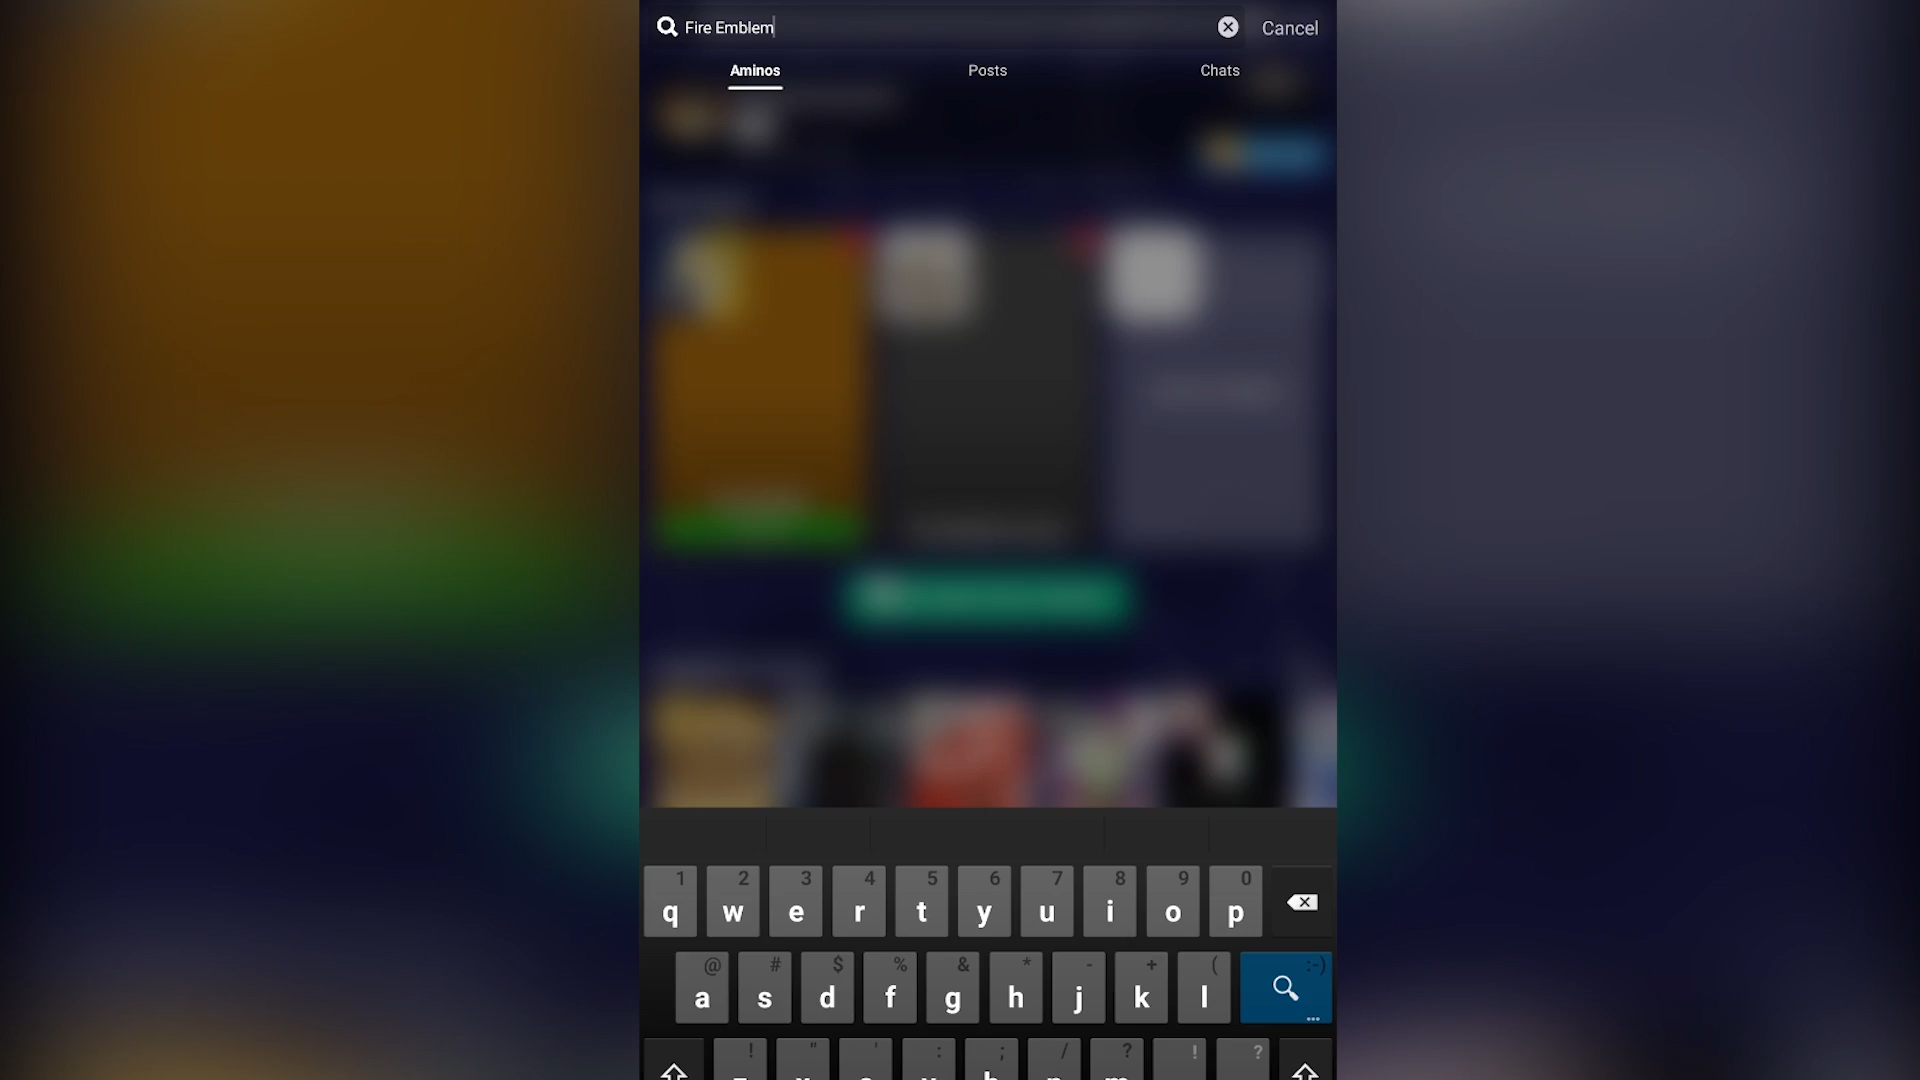 Fire Emblem
Cancel
Aminos
Posts
Chats
1 2 3 4 5 6 7 8 9 0
q w e r t y u i o p
@ # $ % & * - + ( :-)
a s d f g h j k l
...
! " ' : ; / ? ! ?